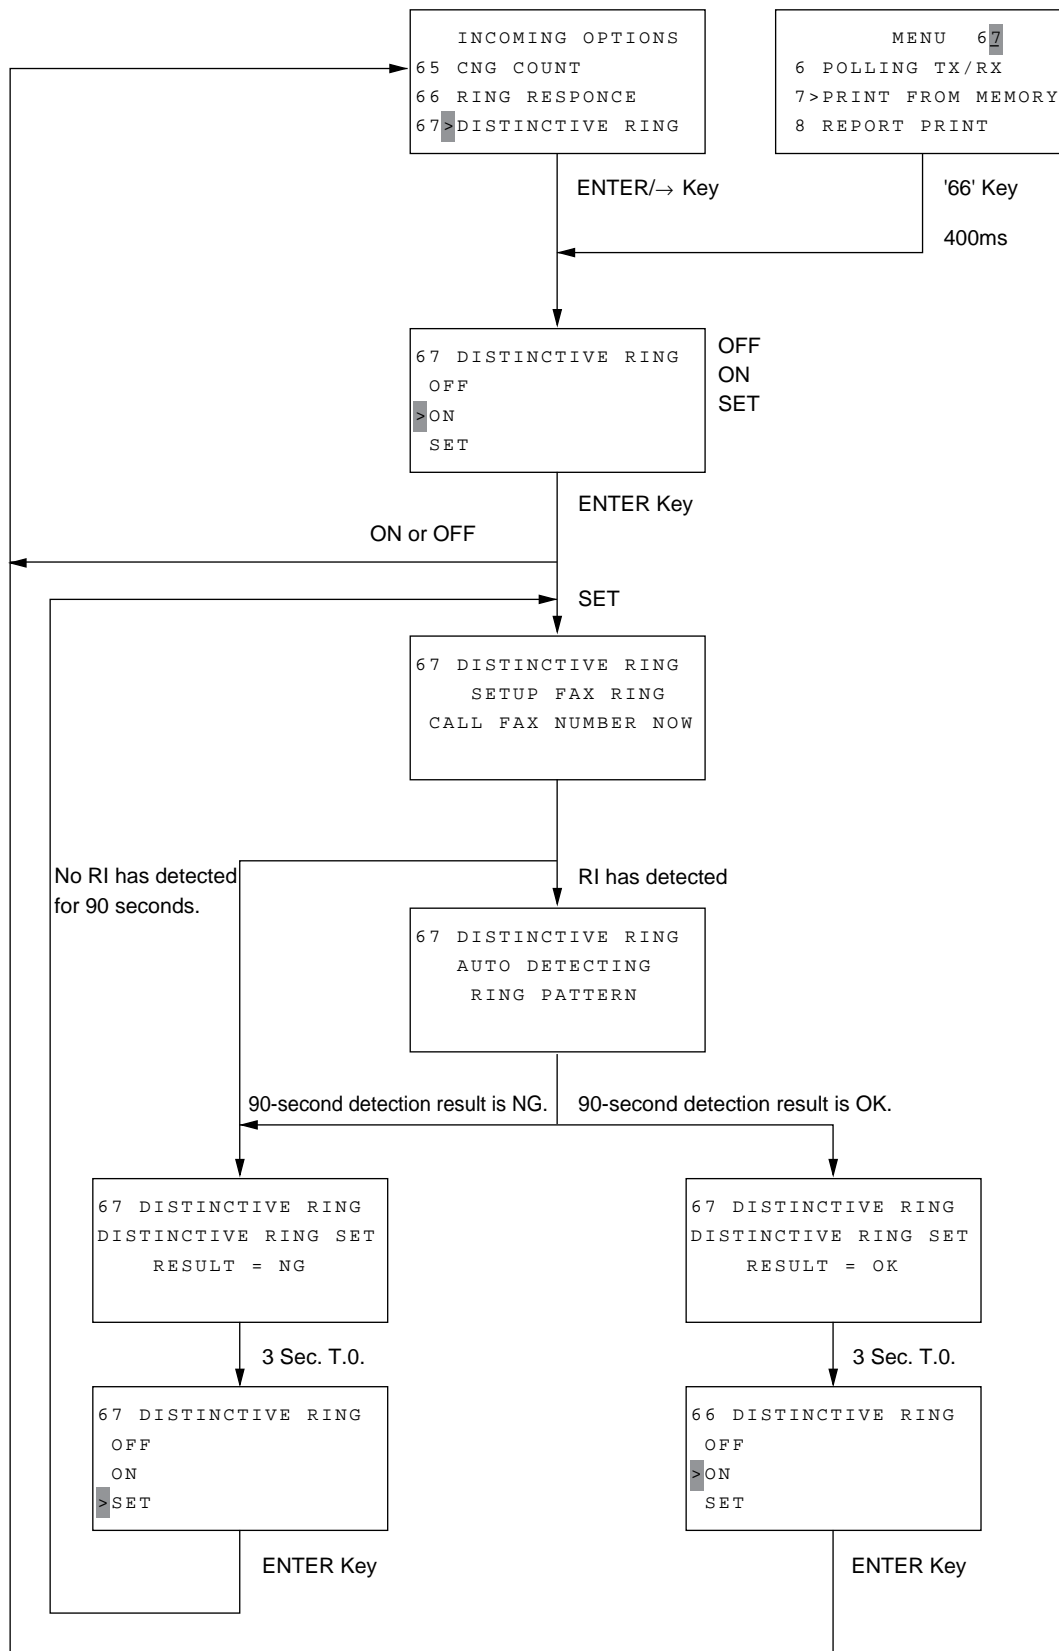 INCOMING OPTIONS
65 CNG COUNT
66 RING RESPONCE
67>DISTINCTIVE RING
MENU 67
6 POLLING TX/RX
7>PRINT FROM MEMORY
8 REPORT PRINT
ENTER/→ Key
'66' Key
400ms
67 DISTINCTIVE RING
OFF
>ON
SET
OFF
ON
SET
ENTER Key
ON or OFF
SET
67 DISTINCTIVE RING
SETUP FAX RING
CALL FAX NUMBER NOW
No RI has detected
for 90 seconds.
RI has detected
67 DISTINCTIVE RING
AUTO DETECTING
RING PATTERN
90-second detection result is NG.
90-second detection result is OK.
67 DISTINCTIVE RING
DISTINCTIVE RING SET
RESULT = NG
67 DISTINCTIVE RING
DISTINCTIVE RING SET
RESULT = OK
3 Sec. T.0.
3 Sec. T.0.
67 DISTINCTIVE RING
OFF
ON
>SET
66 DISTINCTIVE RING
OFF
>ON
SET
ENTER Key
ENTER Key